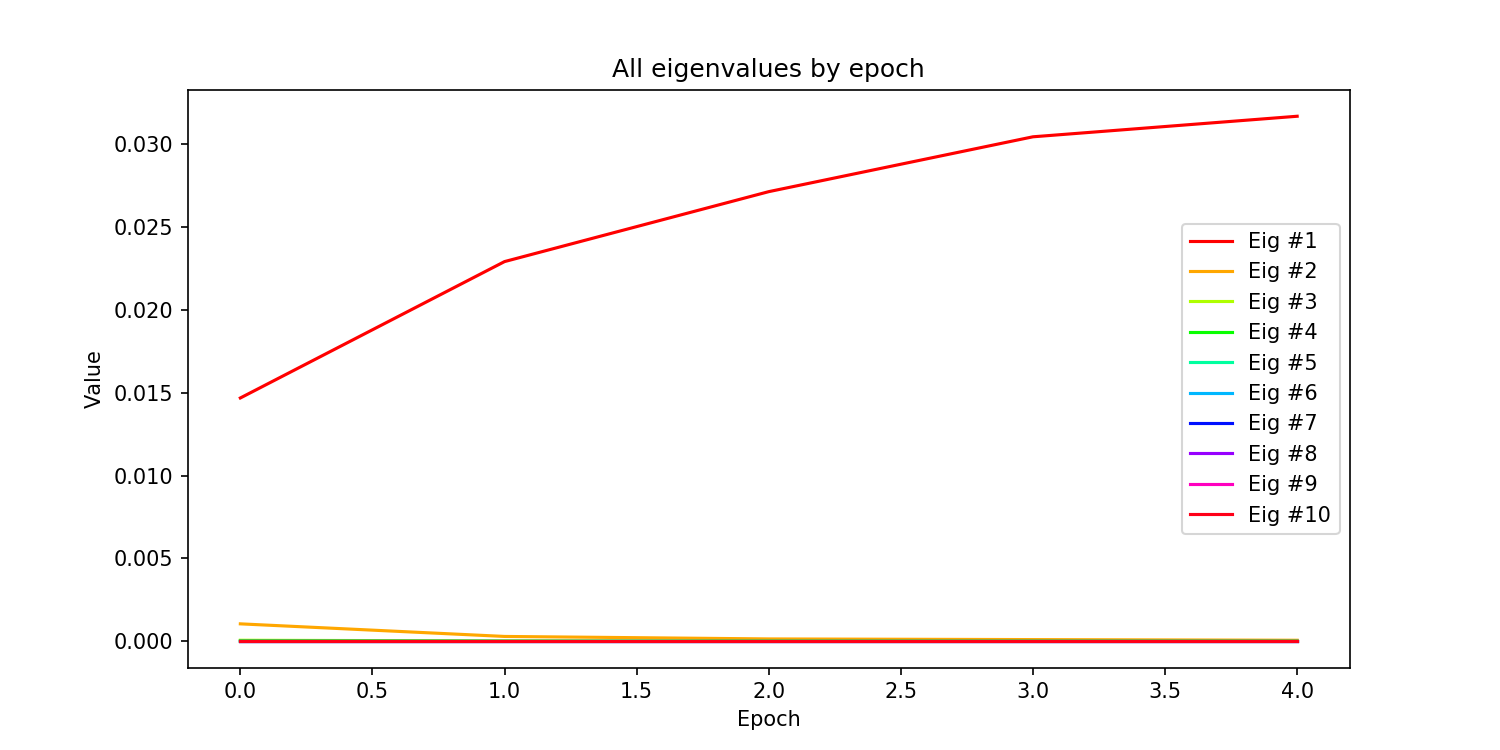 All eigenvalues by epoch
0.030
0.025
0.020
0.015
0.010
0.005
0.000
Value
Eig #1
Eig #2
Eig #3
Eig #4
Eig #5
Eig #6
Eig #7
Eig #8
Eig #9
Eig #10
0.0 0.5 1.0 1.5 2.0 2.5 3.0 3.5 4.0
Epoch